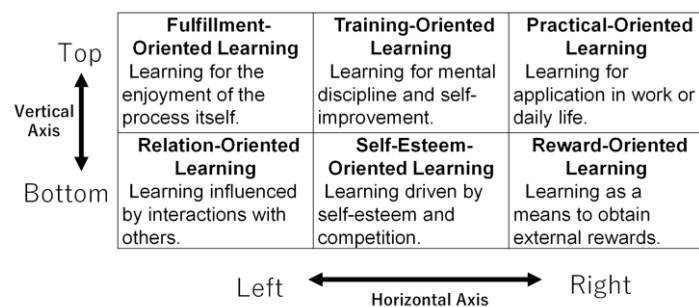 Top
Vertical
Axis
Bottom
Fulfillment-
Oriented Learning
Learning for the
enjoyment of the
process itself.
Training-Oriented
Learning
Learning for mental
discipline and self-
improvement.
Practical-Oriented
Learning
Learning for
application in work or
daily life.
Relation-Oriented
Learning
Learning influenced
by interactions with
others.
Self-Esteem-
Oriented Learning
Learning driven by
self-esteem and
competition.
Reward-Oriented
Learning
Learning as a
means to obtain
external rewards.
Left
Horizontal Axis
Right